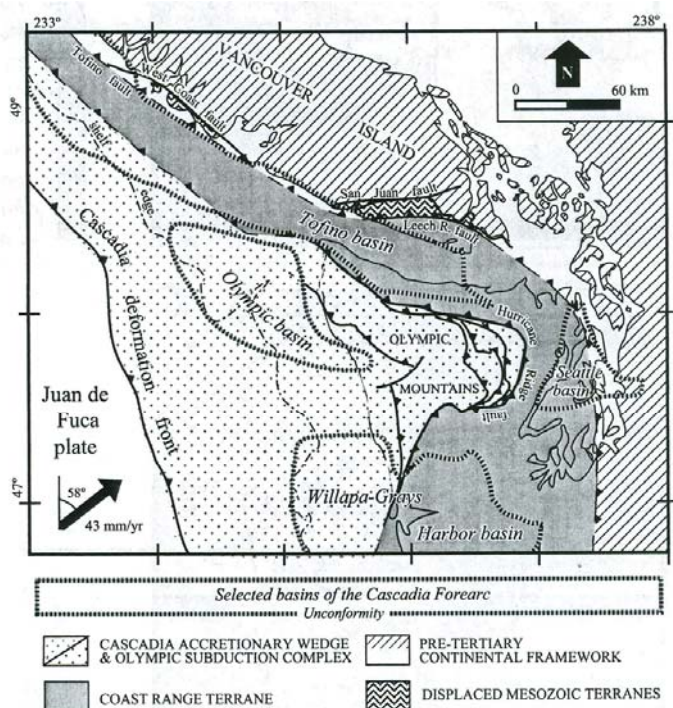 233°
238°
VANCOUVER
ISLAND
N
0 60 km
49°
Tofino fault
West Coast fault
shelf
edge
San Juan fault
Leech R. fault
Tofino basin
Cascadia
deformation
front
Olympic basin
OLYMPIC
MOUNTAINS
Hurricane
Ridge
fault
Seattle
basin
Juan de
Fuca
plate
58°
43 mm/yr
47°
Willapa-Grays
Harbor basin
Selected basins of the Cascadia Forearc
Unconformity
CASCADIA ACCRETIONARY WEDGE
& OLYMPIC SUBDUCTION COMPLEX
PRE-TERTIARY
CONTINENTAL FRAMEWORK
COAST RANGE TERRANE
DISPLACED MESOZOIC TERRANES